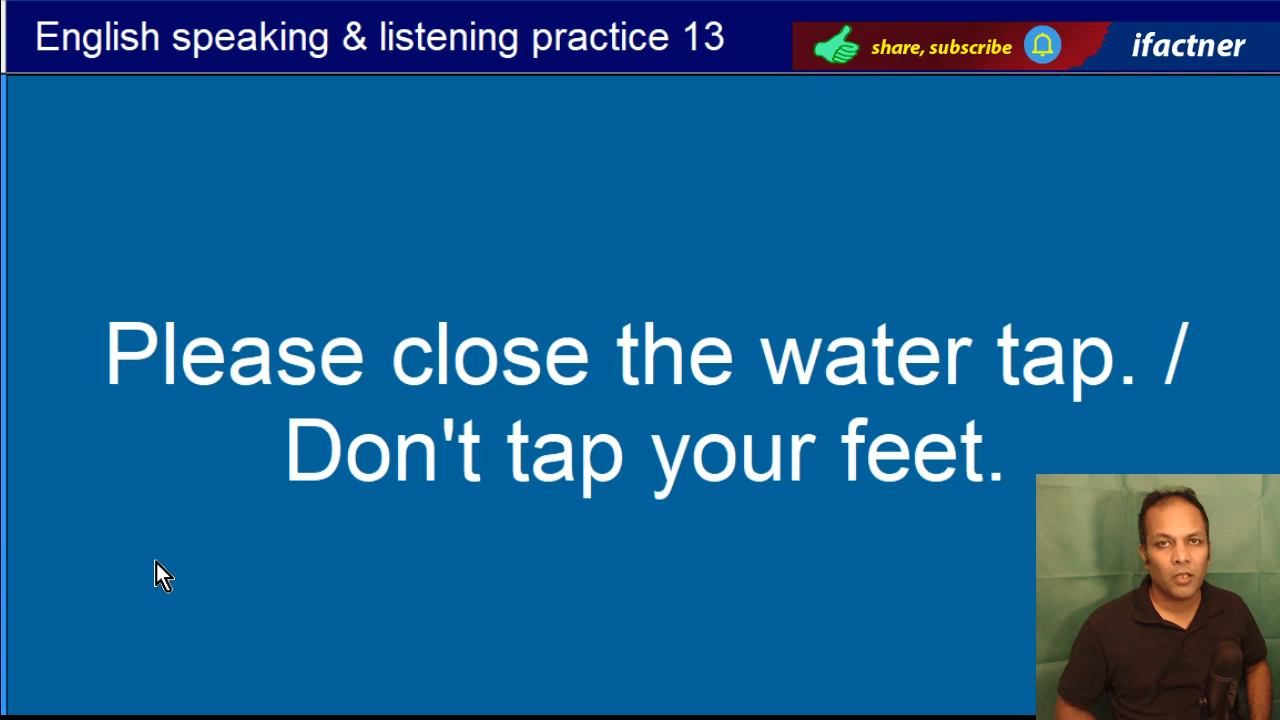 English speaking & listening practice 13
share, subscribe
ifactner
Please close the water tap. /
Don't tap your feet.